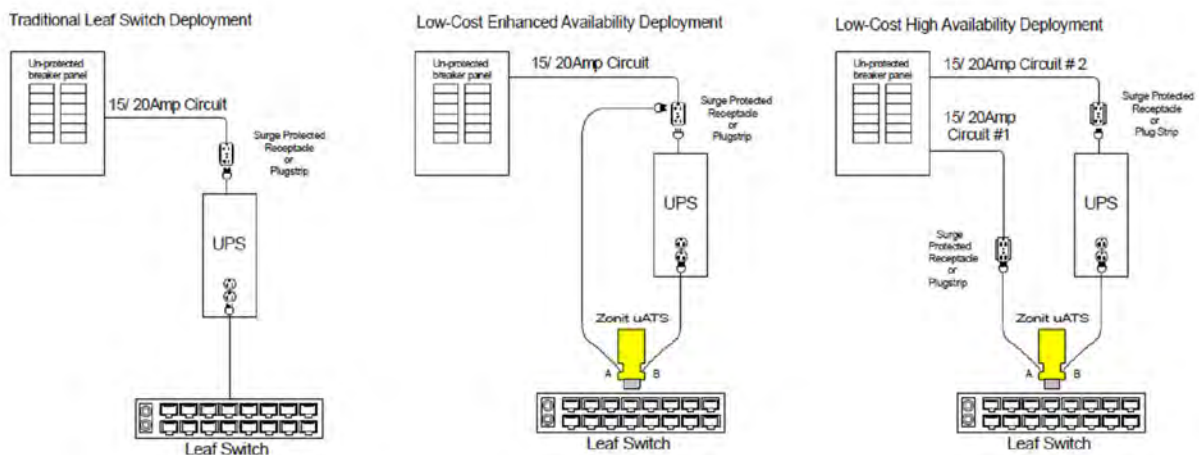 Traditional Leaf Switch Deployment
Un-protected
breaker panel
15/ 20Amp Circuit
Surge Protected
Receptacle
or
Plugstrip
UPS
Leaf Switch
Low-Cost Enhanced Availability Deployment
Un-protected
breaker panel
15/ 20Amp Circuit
Surge Protected
Receptacle
or
Plugstrip
UPS
Zonit uATS
A
B
Leaf Switch
Low-Cost High Availability Deployment
Un-protected
breaker panel
15/ 20Amp Circuit # 2
15/ 20Amp
Circuit #1
Surge Protected
Receptacle
or
Plug Strip
UPS
Surge
Protected
Receptacle
or
Plugstrip
Zonit uATS
A
B
Leaf Switch